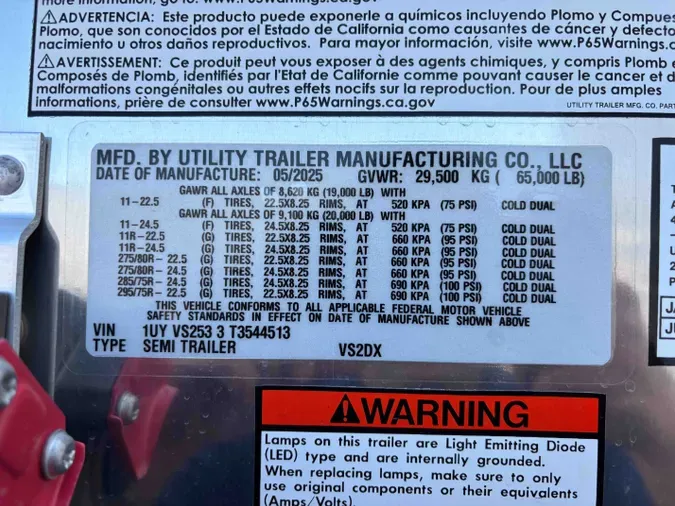 ⚠ADVERTENCIA: Este producto puede exponerle a químicos incluyendo Plomo y
Plomo, que son conocidos por el Estado de California como causantes de cáncer y
nacimiento u otros daños reproductivos. Para mayor información, visite
⚠AVERTISSEMENT: Ce produit peut vous exposer à des agents chimiques, y compris Plomb
Composés de Plomb, identifiés par l'Etat de Californie comme pouvant causer le cancer et
malformations congénitales ou autres effets nocifs sur la reproduction. Pour de plus amples
informations, prière de consulter www.P65Warnings.ca.gov
UTILITY TRAILER MFG. CO.
MFD. BY UTILITY TRAILER MANUFACTURING CO., LLC
DATE OF MANUFACTURE: 05/2025 GVWR: 29,500 KG ( 65,000 LB)
GAWR ALL AXLES OF 8,620 KG (19,000 LB) WITH
11-22.5 (F) TIRES, 22.5X8.25 RIMS, AT 520 KPA (75 PSI) COLD DUAL
GAWR ALL AXLES OF 9,100 KG (20,000 LB) WITH
11-24.5 (F) TIRES, 24.5X8.25 RIMS, AT 520 KPA (75 PSI) COLD DUAL
11R-22.5 (G) TIRES, 22.5X8.25 RIMS, AT 660 KPA (95 PSI) COLD DUAL
11R-24.5 (G) TIRES, 24.5X8.25 RIMS, AT 660 KPA (95 PSI) COLD DUAL
275/80R- 22.5 (G) TIRES, 22.5X8.25 RIMS, AT 660 KPA (95 PSI) COLD DUAL
275/80R- 24.5 (G) TIRES, 24.5X8.25 RIMS, AT 660 KPA (95 PSI) COLD DUAL
285/75R- 24.5 (G) TIRES, 24.5X8.25 RIMS, AT 690 KPA (100 PSI) COLD DUAL
295/75R- 22.5 (G) TIRES, 22.5X8.25 RIMS, AT 690 KPA (100 PSI) COLD DUAL
THIS VEHICLE CONFORMS TO ALL APPLICABLE FEDERAL MOTOR VEHICLE
SAFETY STANDARDS IN EFFECT ON DATE OF MANUFACTURE SHOWN ABOVE
VIN 1UY VS253 3 T3544513
TYPE SEMI TRAILER VS2DX
⚠WARNING
Lamps on this trailer are Light Emitting Diode
(LED) type and are internally grounded.
When replacing lamps, make sure to only
use original components or their equivalents
(Amps/Volts).